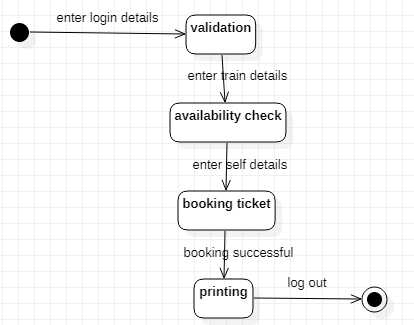 enter login details
validation
enter train details
availability check
enter self details
booking ticket
booking successful
printing
log out